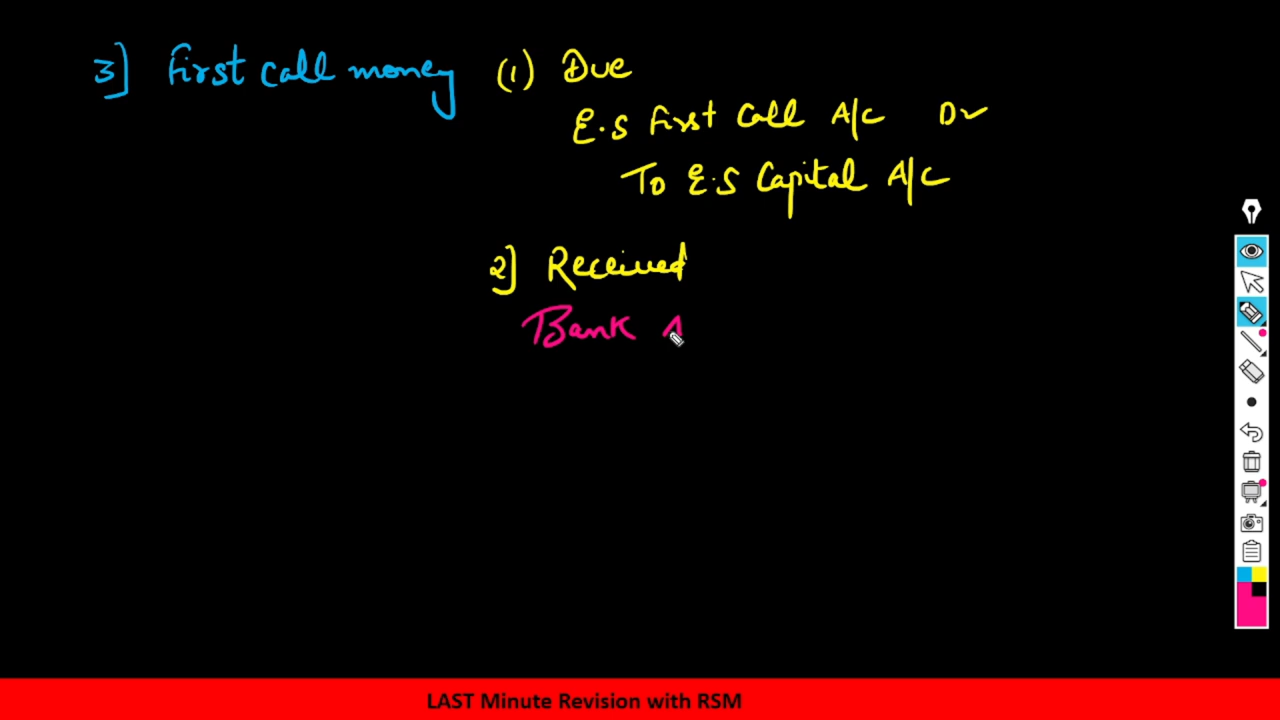 3] First call money (1) Due
E.S First Call A/C Dr
To E.S Capital A/C
2] Received
Bank A
LAST Minute Revision with RSM